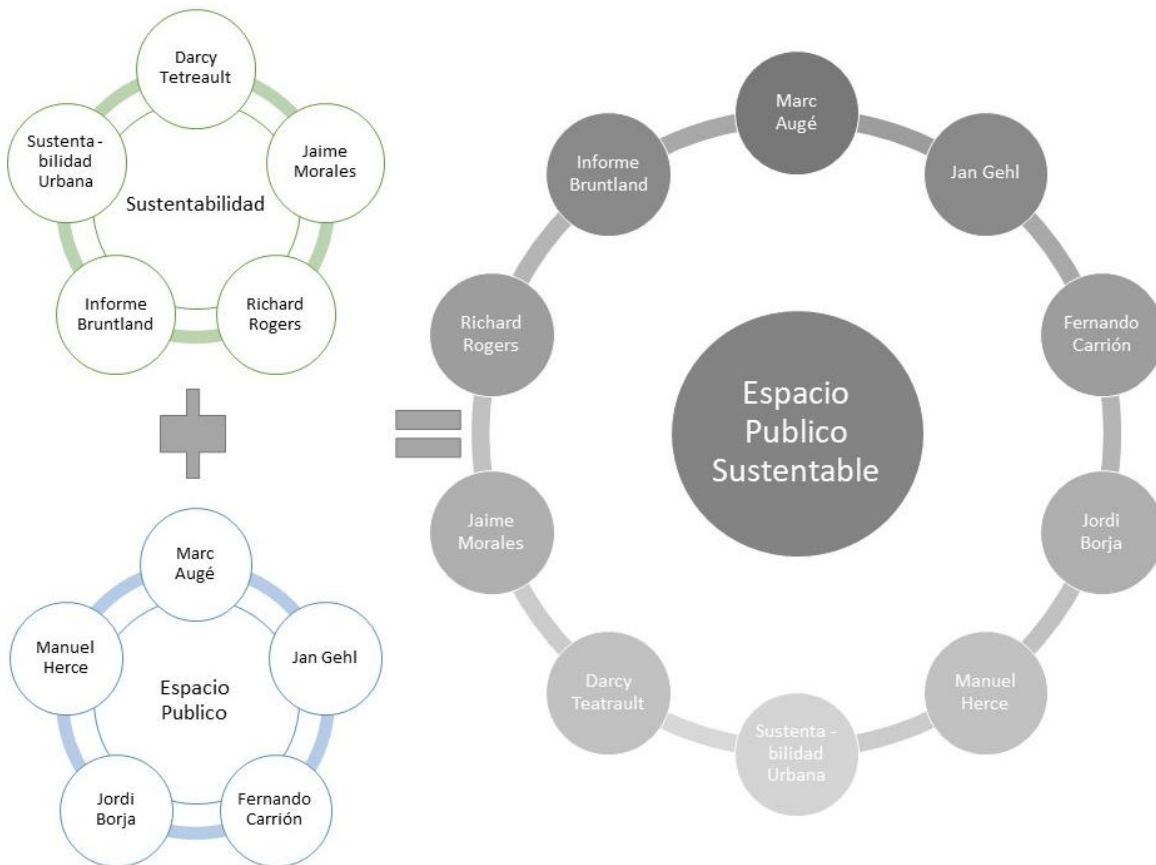 Darcy
Tetreault
Jaime
Morales
Richard
Rogers
Informe
Bruntland
Sustenta -
bilidad
Urbana
Sustentabilidad
Marc
Augé
Jan Gehl
Fernando
Carrión
Jordi
Borja
Manuel
Herce
Espacio
Publico
Marc
Augé
Jan Gehl
Fernando
Carrión
Jordi
Borja
Manuel
Herce
Sustenta -
bilidad
Urbana
Darcy
Teatrault
Jaime
Morales
Richard
Rogers
Informe
Bruntland
Espacio
Publico
Sustentable